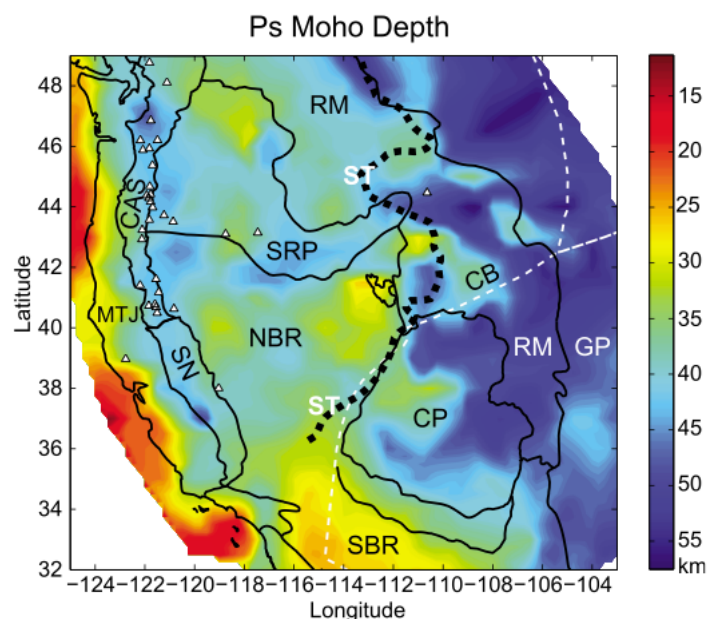 Ps Moho Depth
48
46
44
42
40
38
36
34
32
Latitude
−124−122−120−118−116−114−112−110−108−106−104
Longitude
RM
ST
CAS
SRP
CB
MTJ
NBR
SN
RM
GP
ST
CP
SBR
15
20
25
30
35
40
45
50
55
km